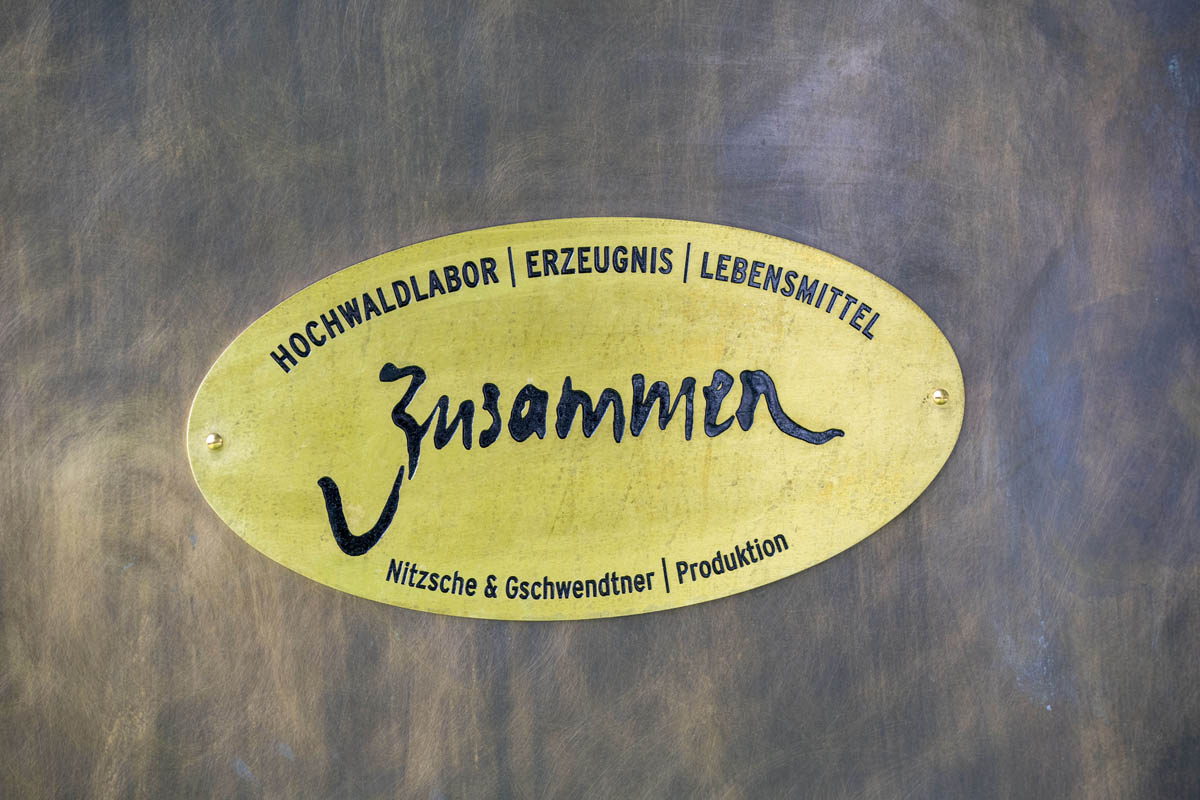 HOCHWALDLABOR | ERZEUGNIS | LEBENSMITTEL
Zusammen
Nitzsche & Gschwendtner | Produktion